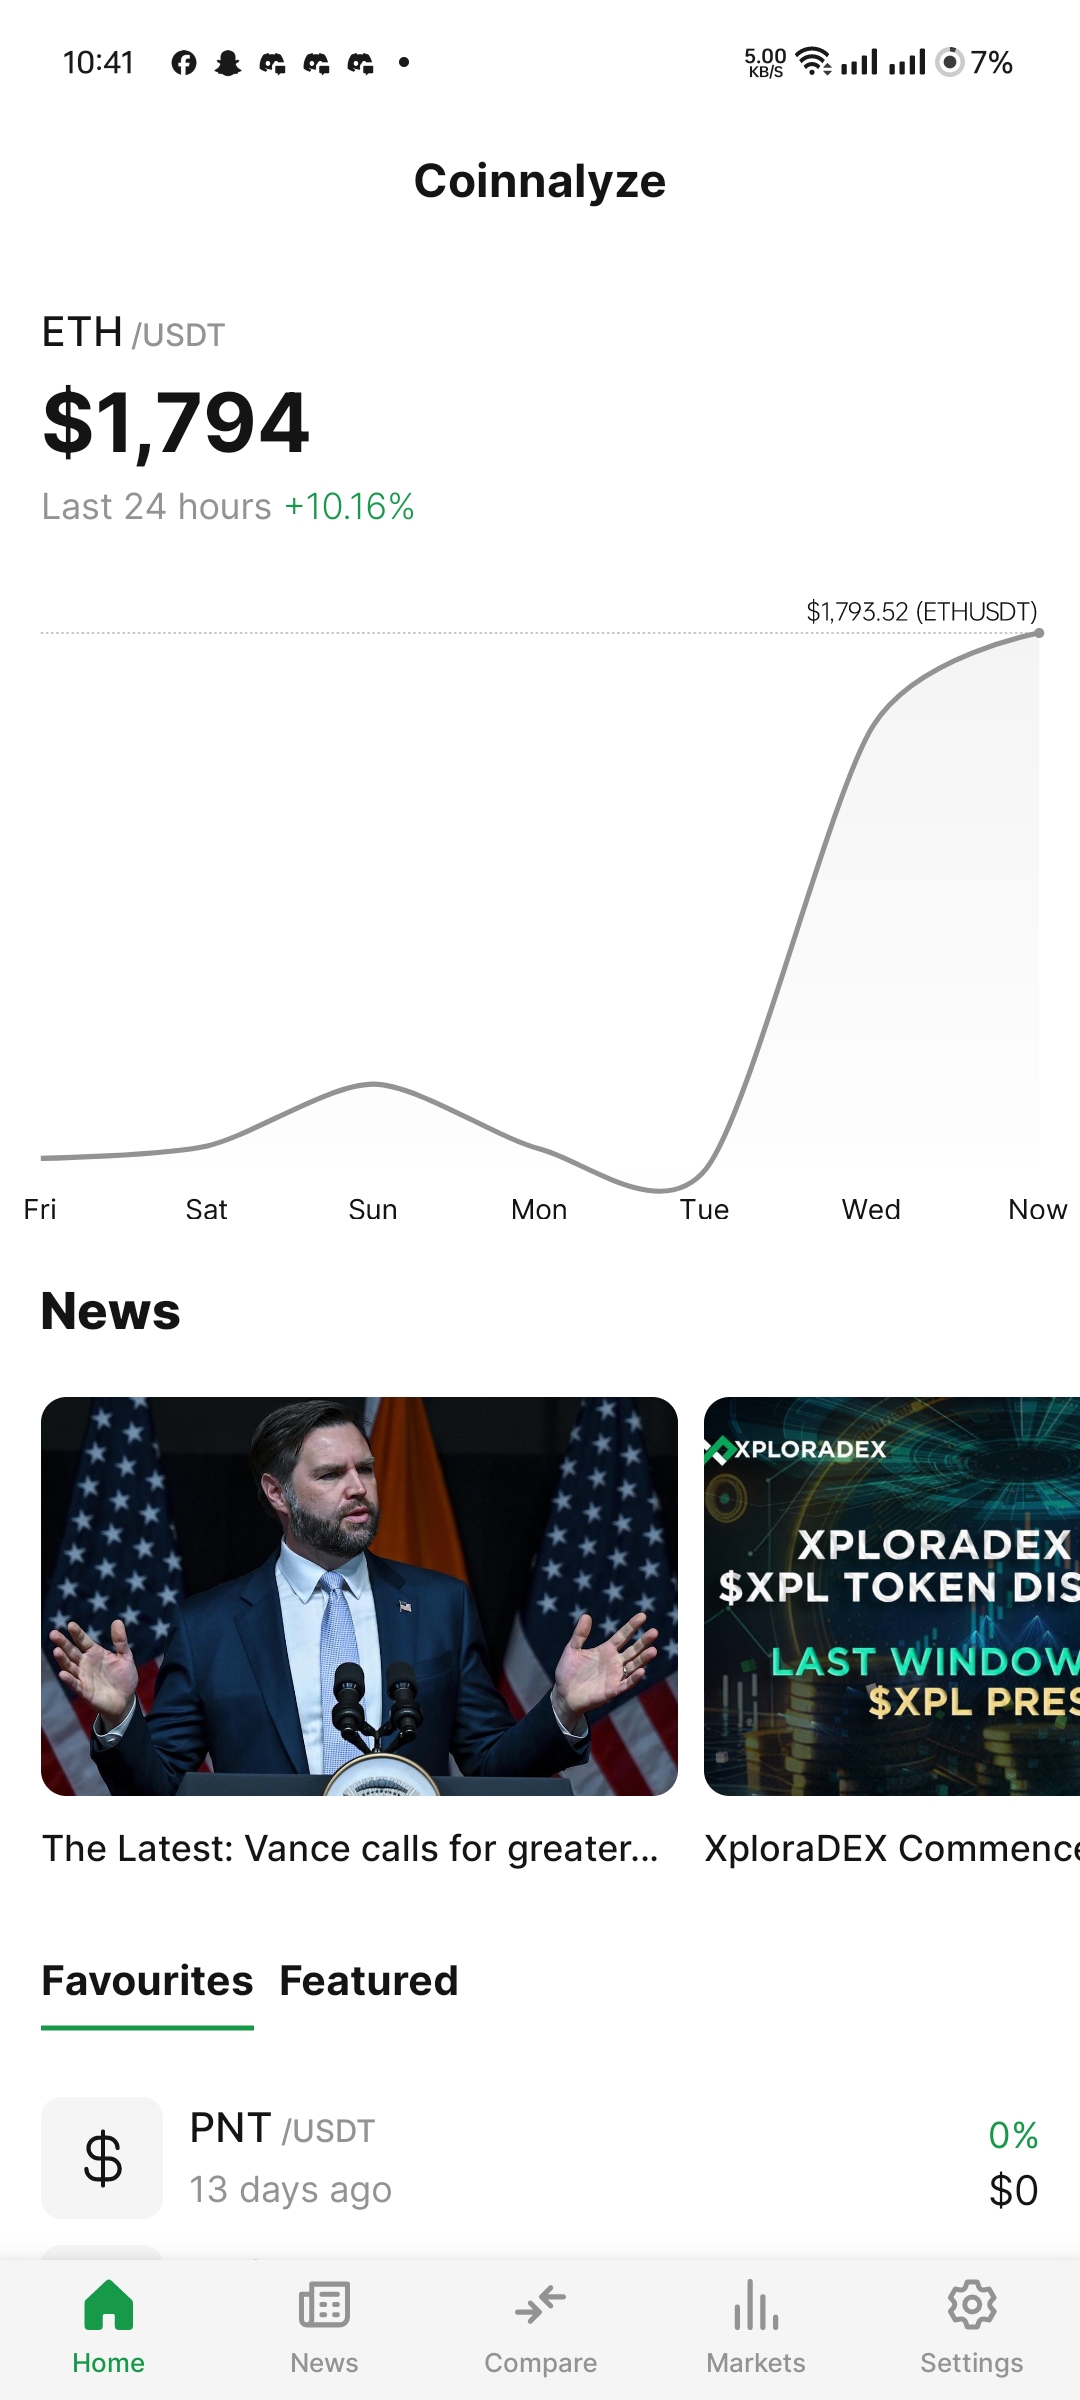 10:41
5.00 KB/S
7%
Coinnalyze
ETH /USDT
$1,794
Last 24 hours +10.16%
$1,793.52 (ETHUSDT)
Fri Sat Sun Mon Tue Wed Now
News
XPLORADEX
XPLORADEX
$XPL TOKEN DIS
LAST WINDOW
$XPL PRES
The Latest: Vance calls for greater...
XploraDEX Commence
Favourites Featured
$
PNT /USDT
0%
13 days ago
$0
Home News Compare Markets Settings